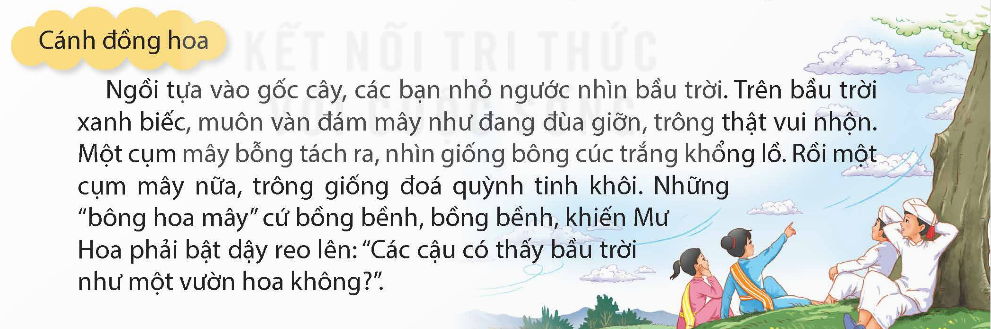 Cánh đồng hoa
KẾT NỐI TRI THỨC
Ngồi tựa vào gốc cây, các bạn nhỏ ngước nhìn bầu trời. Trên bầu trời
xanh biếc, muôn vàn đám mây như đang đùa giỡn, trông thật vui nhộn.
Một cụm mây bỗng tách ra, nhìn giống bông cúc trắng khổng lồ. Rồi một
cụm mây nữa, trông giống đoá quỳnh tinh khôi. Những
“bông hoa mây” cứ bồng bềnh, bồng bềnh, khiến Mư
Hoa phải bật dậy reo lên: “Các cậu có thấy bầu trời
như một vườn hoa không?”.